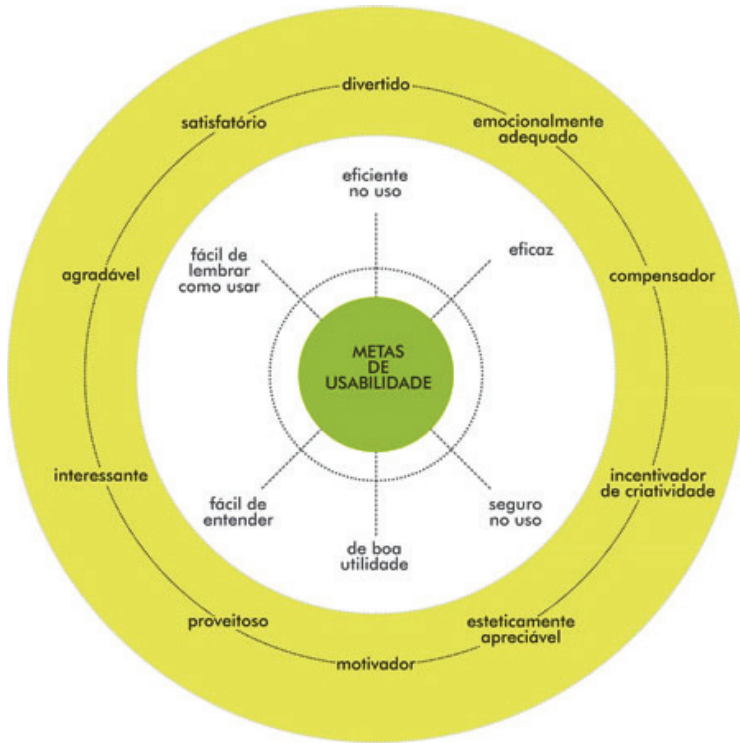 divertido
satisfatório
emocionalmente
adequado
eficiente
no uso
fácil de
lembrar
como usar
eficaz
agradável
compensador
METAS
DE
USABILIDADE
interessante
incentivador
de criatividade
fácil de
entender
seguro
no uso
de boa
utilidade
proveitoso
esteticamente
apreciável
motivador